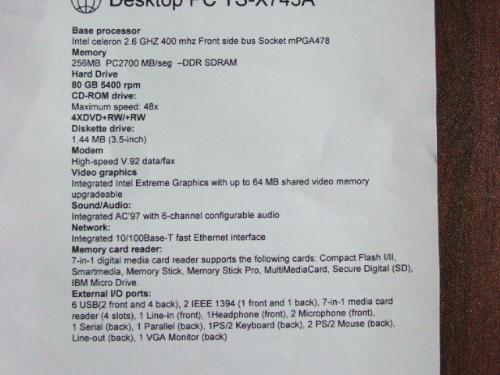 Desktop PC TS-X743A
Base processor
Intel celeron 2.6 GHZ 400 mhz Front side bus Socket mPGA478
Memory
256MB PC2700 MB/seg –DDR SDRAM
Hard Drive
80 GB 5400 rpm
CD-ROM drive:
Maximum speed: 48x
4XDVD+RW/+RW
Diskette drive:
1.44 MB (3.5-inch)
Modem
High-speed V.92 data/fax
Video graphics
Integrated Intel Extreme Graphics with up to 64 MB shared video memory
upgradeable
Sound/Audio:
Integrated AC'97 with 6-channel configurable audio
Network:
Integrated 10/100Base-T fast Ethernet interface
Memory card reader:
7-in-1 digital media card reader supports the following cards: Compact Flash I/II,
Smartmedia, Memory Stick, Memory Stick Pro, MultiMediaCard, Secure Digital (SD),
IBM Micro Drive.
External I/O ports:
6 USB(2 front and 4 back), 2 IEEE 1394 (1 front and 1 back), 7-in-1 media card
reader (4 slots), 1 Line-in (front), 1Headphone (front), 2 Microphone (front),
1 Serial (back), 1 Parallel (back), 1PS/2 Keyboard (back), 2 PS/2 Mouse (back),
Line-out (back), 1 VGA Monitor (back)